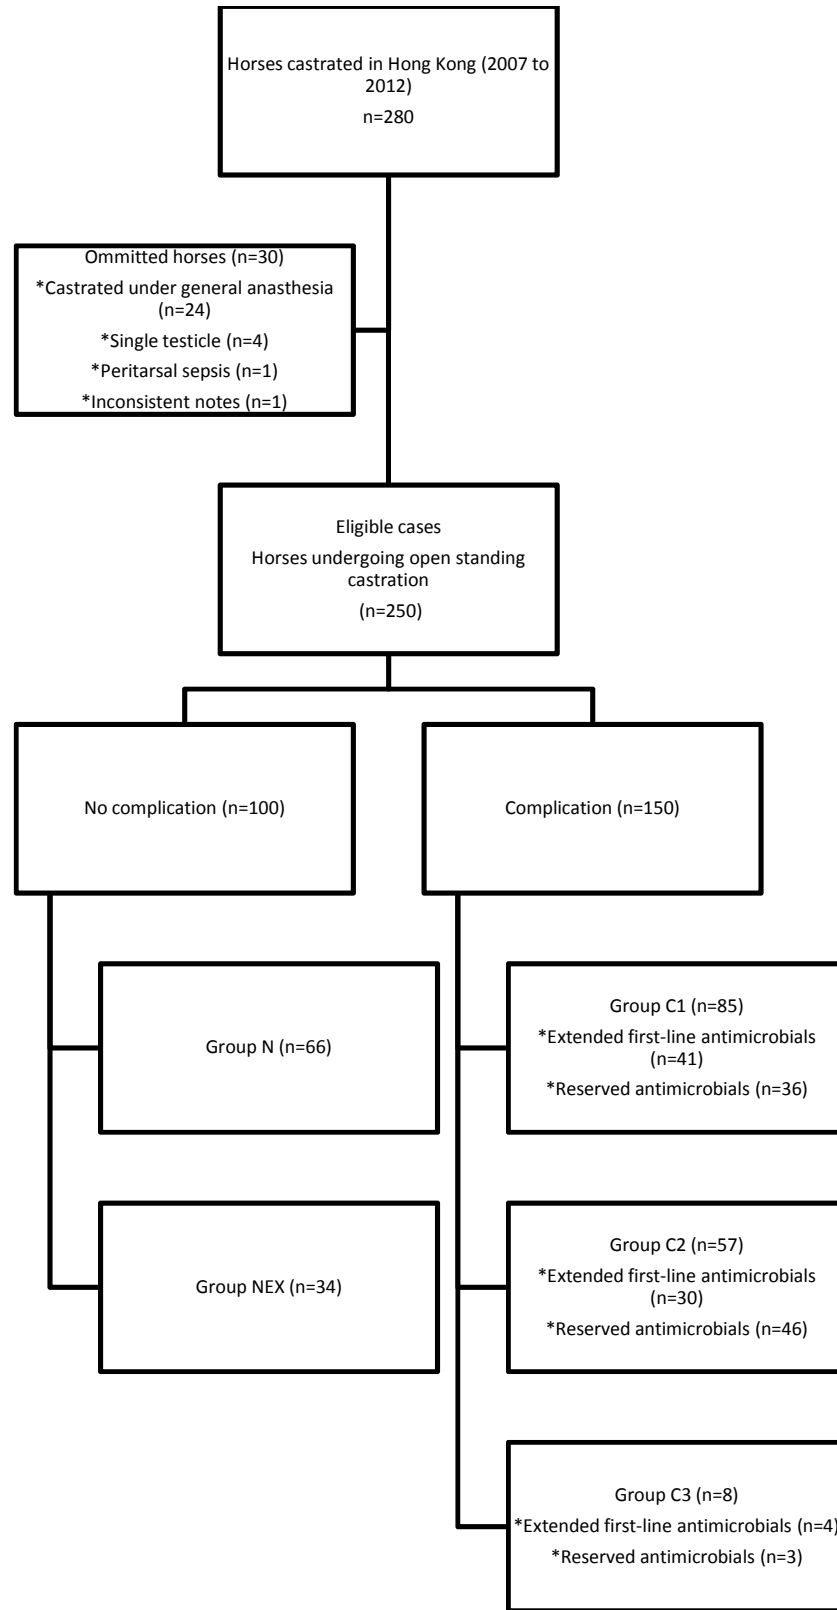 Horses castrated in Hong Kong (2007 to
2012)
n=280
Ommitted horses (n=30)
*Castrated under general anasthesia
(n=24)
*Single testicle (n=4)
*Peritarsal sepsis (n=1)
*Inconsistent notes (n=1)
Eligible cases
Horses undergoing open standing
castration
(n=250)
No complication (n=100)
Complication (n=150)
Group N (n=66)
Group NEX (n=34)
Group C1 (n=85)
*Extended first-line antimicrobials
(n=41)
*Reserved antimicrobials (n=36)
Group C2 (n=57)
*Extended first-line antimicrobials
(n=30)
*Reserved antimicrobials (n=46)
Group C3 (n=8)
*Extended first-line antimicrobials (n=4)
*Reserved antimicrobials (n=3)